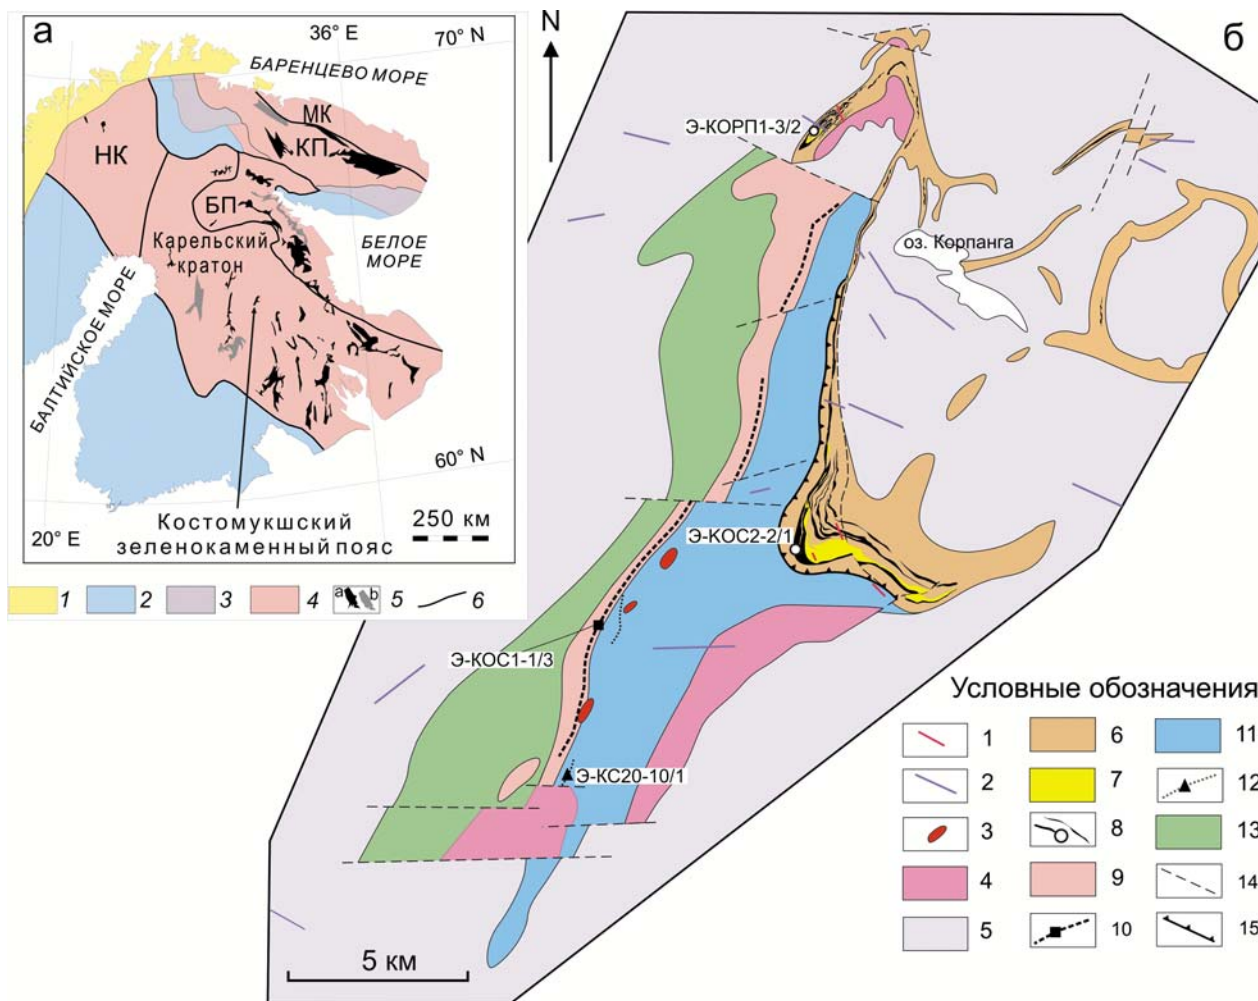 а
36° E
70° N
БАРЕНЦЕВО МОРЕ
МК
НК
КП
БП
Карельский
кратон
БЕЛОЕ
МОРЕ
БАЛТИЙСКОЕ МОРЕ
60° N
20° E
Костомукшский
зеленокаменный пояс
250 км
1
2
3
4
a
b
5
6
N
б
Э-КОРП1-3/2
оз. Корпанга
Э-КОС2-2/1
Э-КОС1-1/3
Э-КС20-10/1
5 км
Условные обозначения
1
6
11
2
7
12
3
8
13
4
9
14
5
10
15